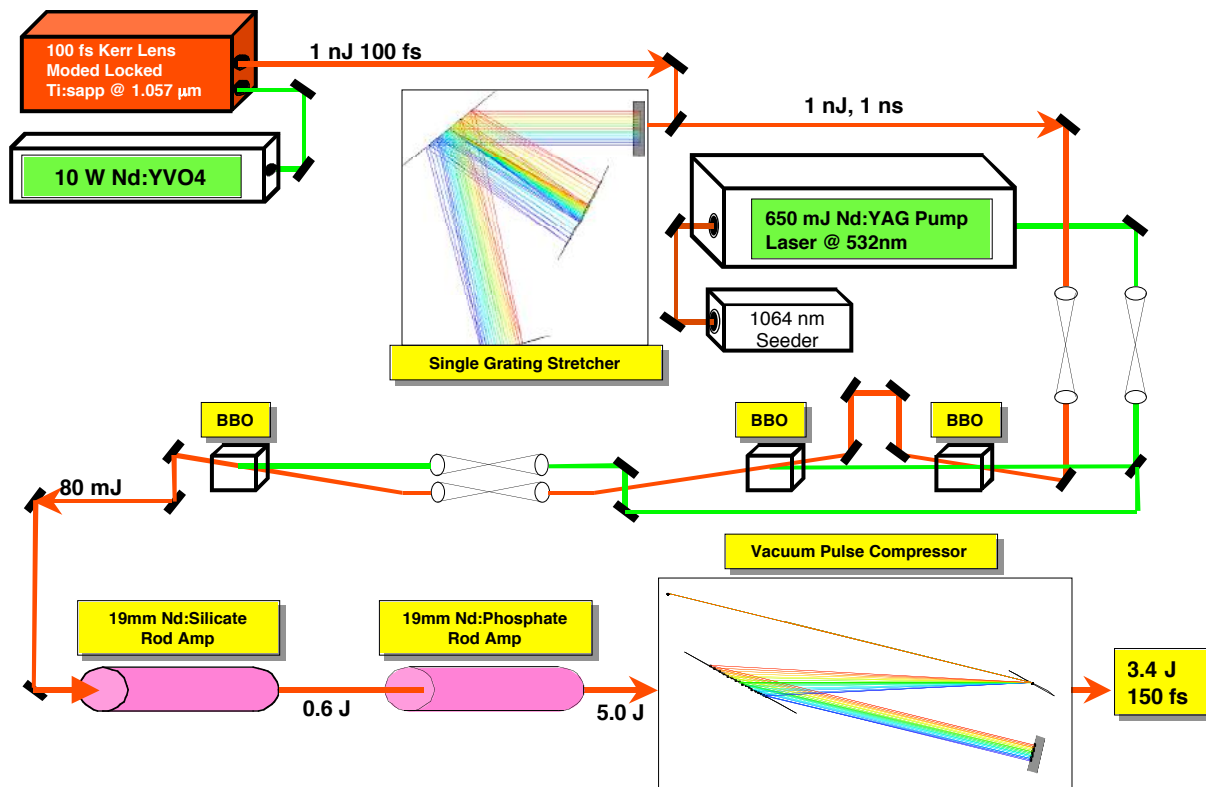 100 fs Kerr Lens
Moded Locked
Ti:sapp @ 1.057 µm
1 nJ 100 fs
10 W Nd:YVO4
1 nJ, 1 ns
650 mJ Nd:YAG Pump
Laser @ 532nm
1064 nm
Seeder
Single Grating Stretcher
BBO
BBO
BBO
80 mJ
Vacuum Pulse Compressor
19mm Nd:Silicate
Rod Amp
19mm Nd:Phosphate
Rod Amp
0.6 J
5.0 J
3.4 J
150 fs